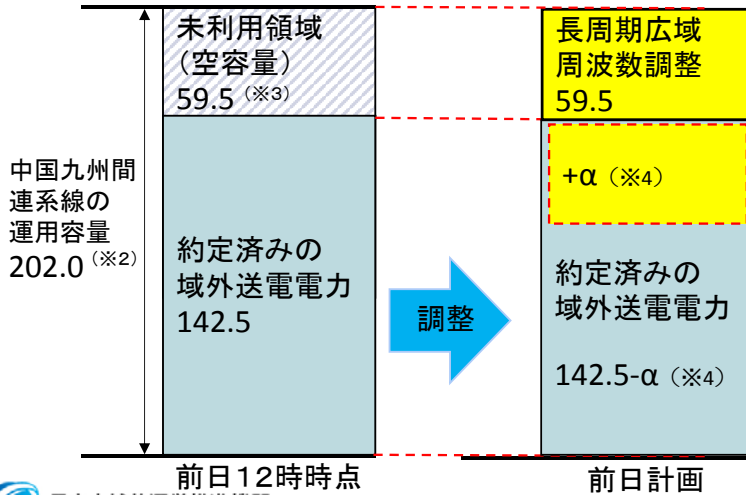 中国九州間
連系線の
運用容量
202.0（※2）
未利用領域
（空容量）
59.5（※3）
約定済みの
域外送電電力
142.5
前日12時時点
調整
長周期広域
周波数調整
59.5
+α（※4）
約定済みの
域外送電電力
142.5-α（※4）
前日計画